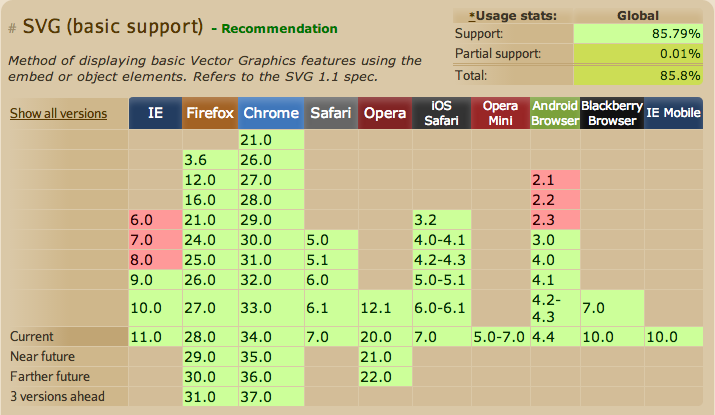 # SVG (basic support) - Recommendation
*Usage stats: Global
Support: 85.79%
Partial support: 0.01%
Total: 85.8%
Method of displaying basic Vector Graphics features using the
embed or object elements. Refers to the SVG 1.1 spec.
Show all versions IE Firefox Chrome Safari Opera iOS Safari Opera Mini Android Browser Blackberry Browser IE Mobile
21.0
3.6 26.0
12.0 27.0 2.1
16.0 28.0 2.2
6.0 21.0 29.0 3.2 2.3
7.0 24.0 30.0 5.0 4.0-4.1 3.0
8.0 25.0 31.0 5.1 4.2-4.3 4.0
9.0 26.0 32.0 6.0 5.0-5.1 4.1
10.0 27.0 33.0 6.1 12.1 6.0-6.1 4.2-4.3 7.0
Current 11.0 28.0 34.0 7.0 20.0 7.0 5.0-7.0 4.4 10.0 10.0
Near future 29.0 35.0 21.0
Farther future 30.0 36.0 22.0
3 versions ahead 31.0 37.0